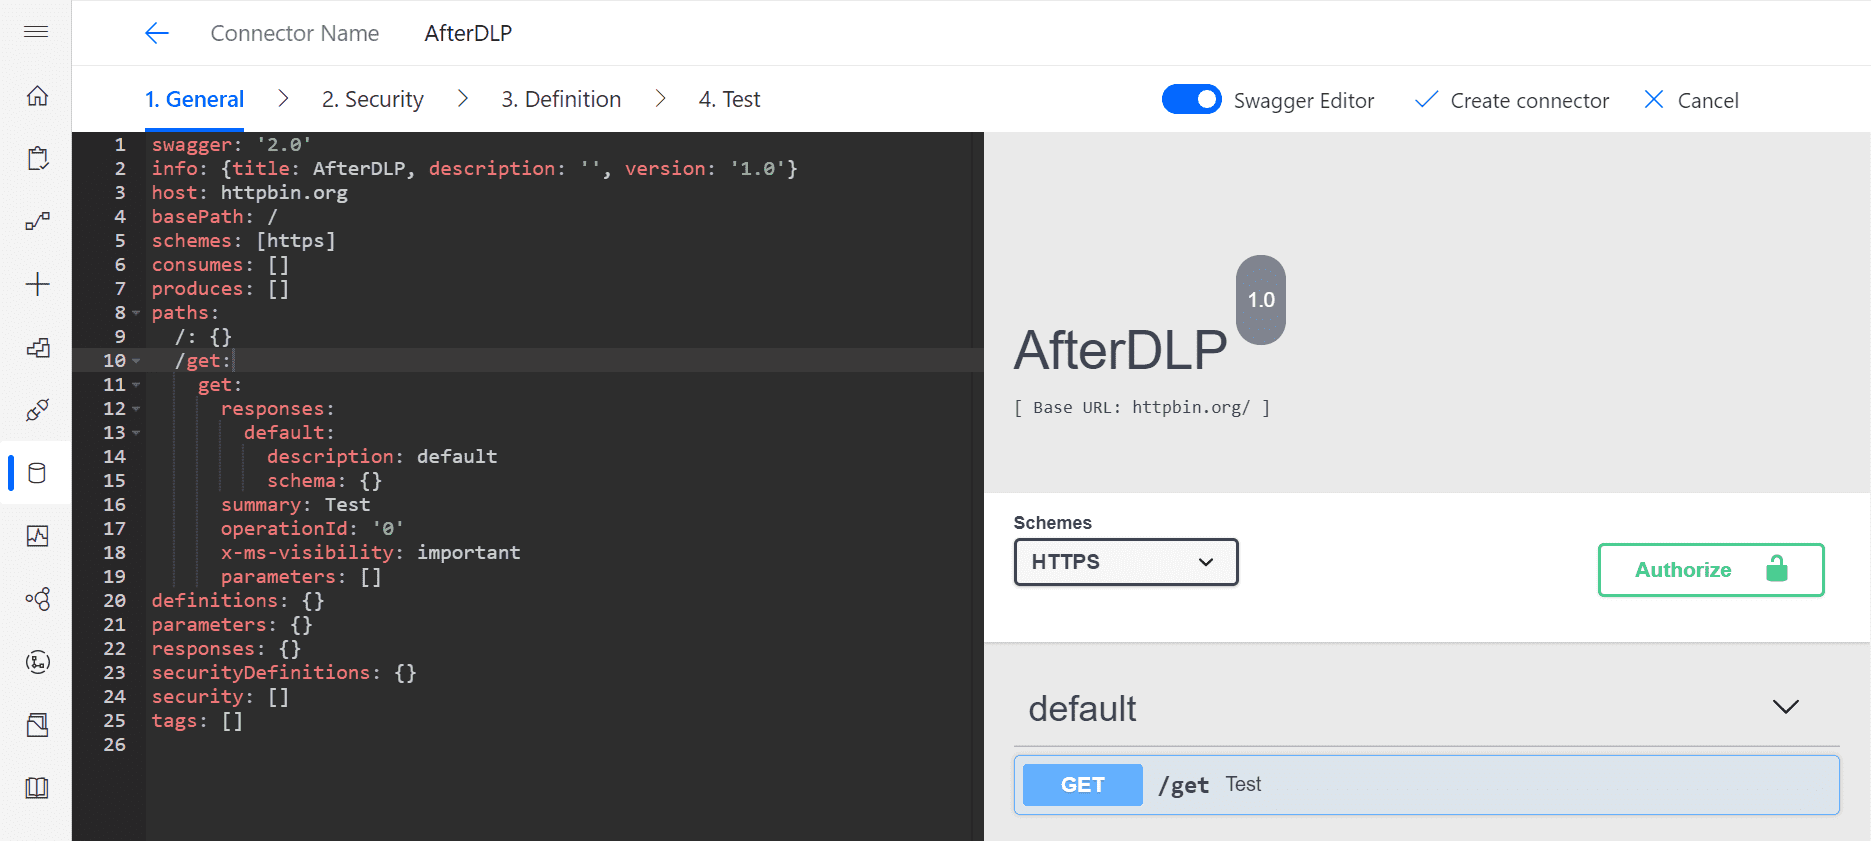 Connector Name AfterDLP
1. General 2. Security 3. Definition 4. Test Swagger Editor Create connector Cancel
1 swagger: '2.0'
2 info: {title: AfterDLP, description: '', version: '1.0'}
3 host: httpbin.org
4 basePath: /
5 schemes: [https]
6 consumes: []
7 produces: []
8 paths:
9 /: {}
10 /get:
11 get:
12 responses:
13 default:
14 description: default
15 schema: {}
16 summary: Test
17 operationId: '0'
18 x-ms-visibility: important
19 parameters: []
20 definitions: {}
21 parameters: {}
22 responses: {}
23 securityDefinitions: {}
24 security: []
25 tags: []
26
AfterDLP 1.0
[ Base URL: httpbin.org/ ]
Schemes
HTTPS
Authorize
default
GET /get Test